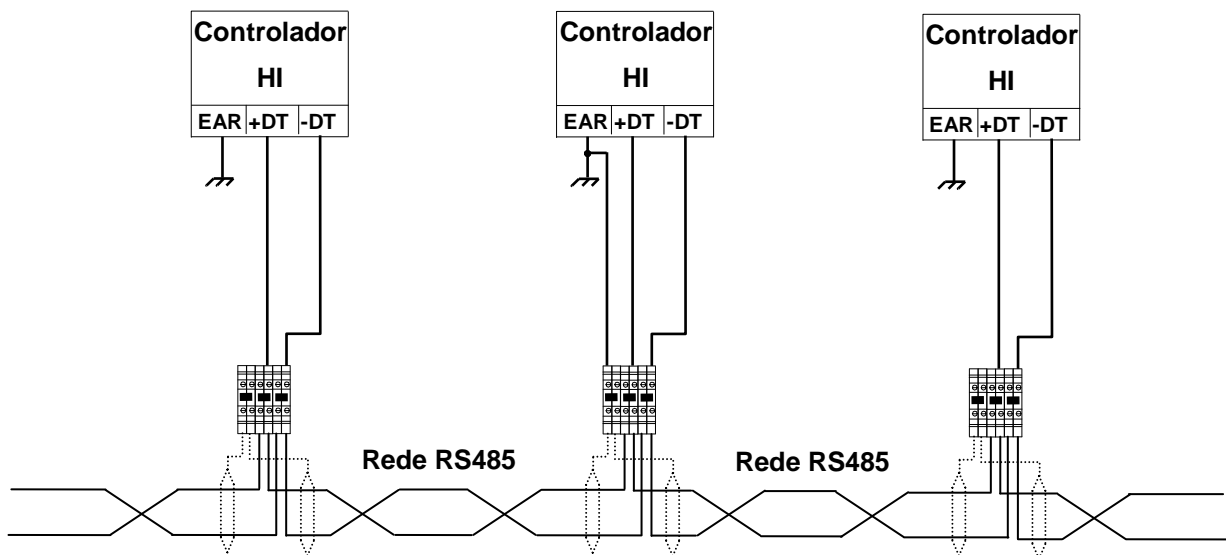 Controlador
HI
EAR +DT -DT
Controlador
HI
EAR +DT -DT
Controlador
HI
EAR +DT -DT
Rede RS485
Rede RS485